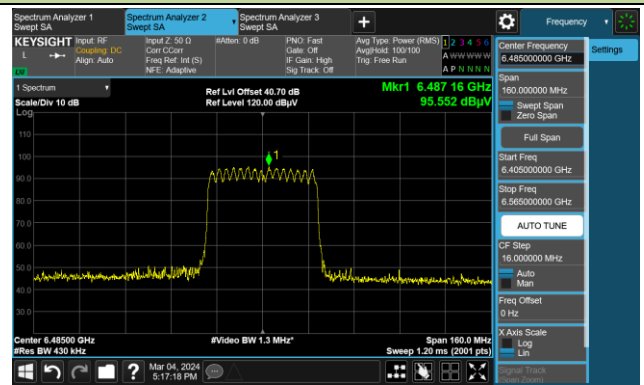 Spectrum Analyzer 1
Swept SA
Spectrum Analyzer 2
Swept SA
Spectrum Analyzer 3
Swept SA
Frequency
KEYSIGHT
L
Input: RF
Coupling: DC
Align: Auto
Input Z: 50 Ω
Corr CCorr
Freq Ref: Int (S)
NFE: Adaptive
#Atten: 0 dB
PNO: Fast
Gate: Off
IF Gain: High
Sig Track: Off
Avg Type: Power (RMS)
Avg|Hold: 100/100
Trig: Free Run
1 2 3 4 5 6
A W W W W W
A P N N N N
1 Spectrum
Scale/Div 10 dB
Log
Ref Lvl Offset 40.70 dB
Ref Level 120.00 dBµV
Mkr1 6.487 16 GHz
95.552 dBµV
110
100
90.0
80.0
70.0
60.0
50.0
40.0
30.0
1
Center 6.48500 GHz
#Res BW 430 kHz
#Video BW 1.3 MHz*
Span 160.0 MHz
Sweep 1.20 ms (2001 pts)
Center Frequency
6.485000000 GHz
Settings
Span
160.000000 MHz
Swept Span
Zero Span
Full Span
Start Freq
6.405000000 GHz
Stop Freq
6.565000000 GHz
AUTO TUNE
CF Step
16.000000 MHz
Auto
Man
Freq Offset
0 Hz
X Axis Scale
Log
Lin
Signal Track
(Span Zoom)
?
Mar 04, 2024
5:17:18 PM